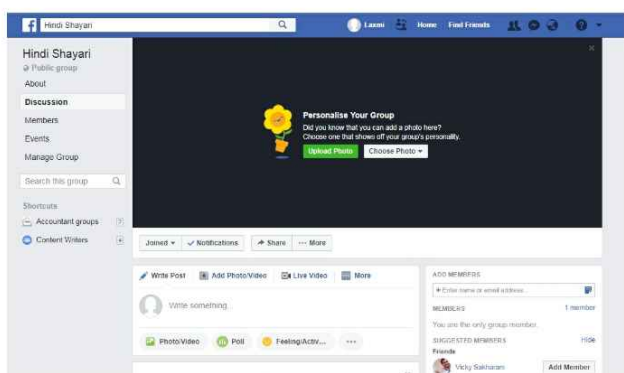 f Hindi Shayari
Laxmi Home Find Friends
Hindi Shayari
Public group
About
Discussion
Members
Events
Manage Group
Search this group
Shortcuts
Accountant groups
Content Writers
Personalise Your Group
Did you know that you can add a photo here?
Choose one that shows off your group's personality.
Upload Photo Choose Photo
Joined Notifications Share More
Write Post Add Photo/Video Live Video More
Write something...
Photo/Video Poll Feeling/Activ...
ADD MEMBERS
+ Enter name or email address...
MEMBERS 1 member
You are the only group member.
SUGGESTED MEMBERS Hide
Friends
Vicky Sakharam Add Member